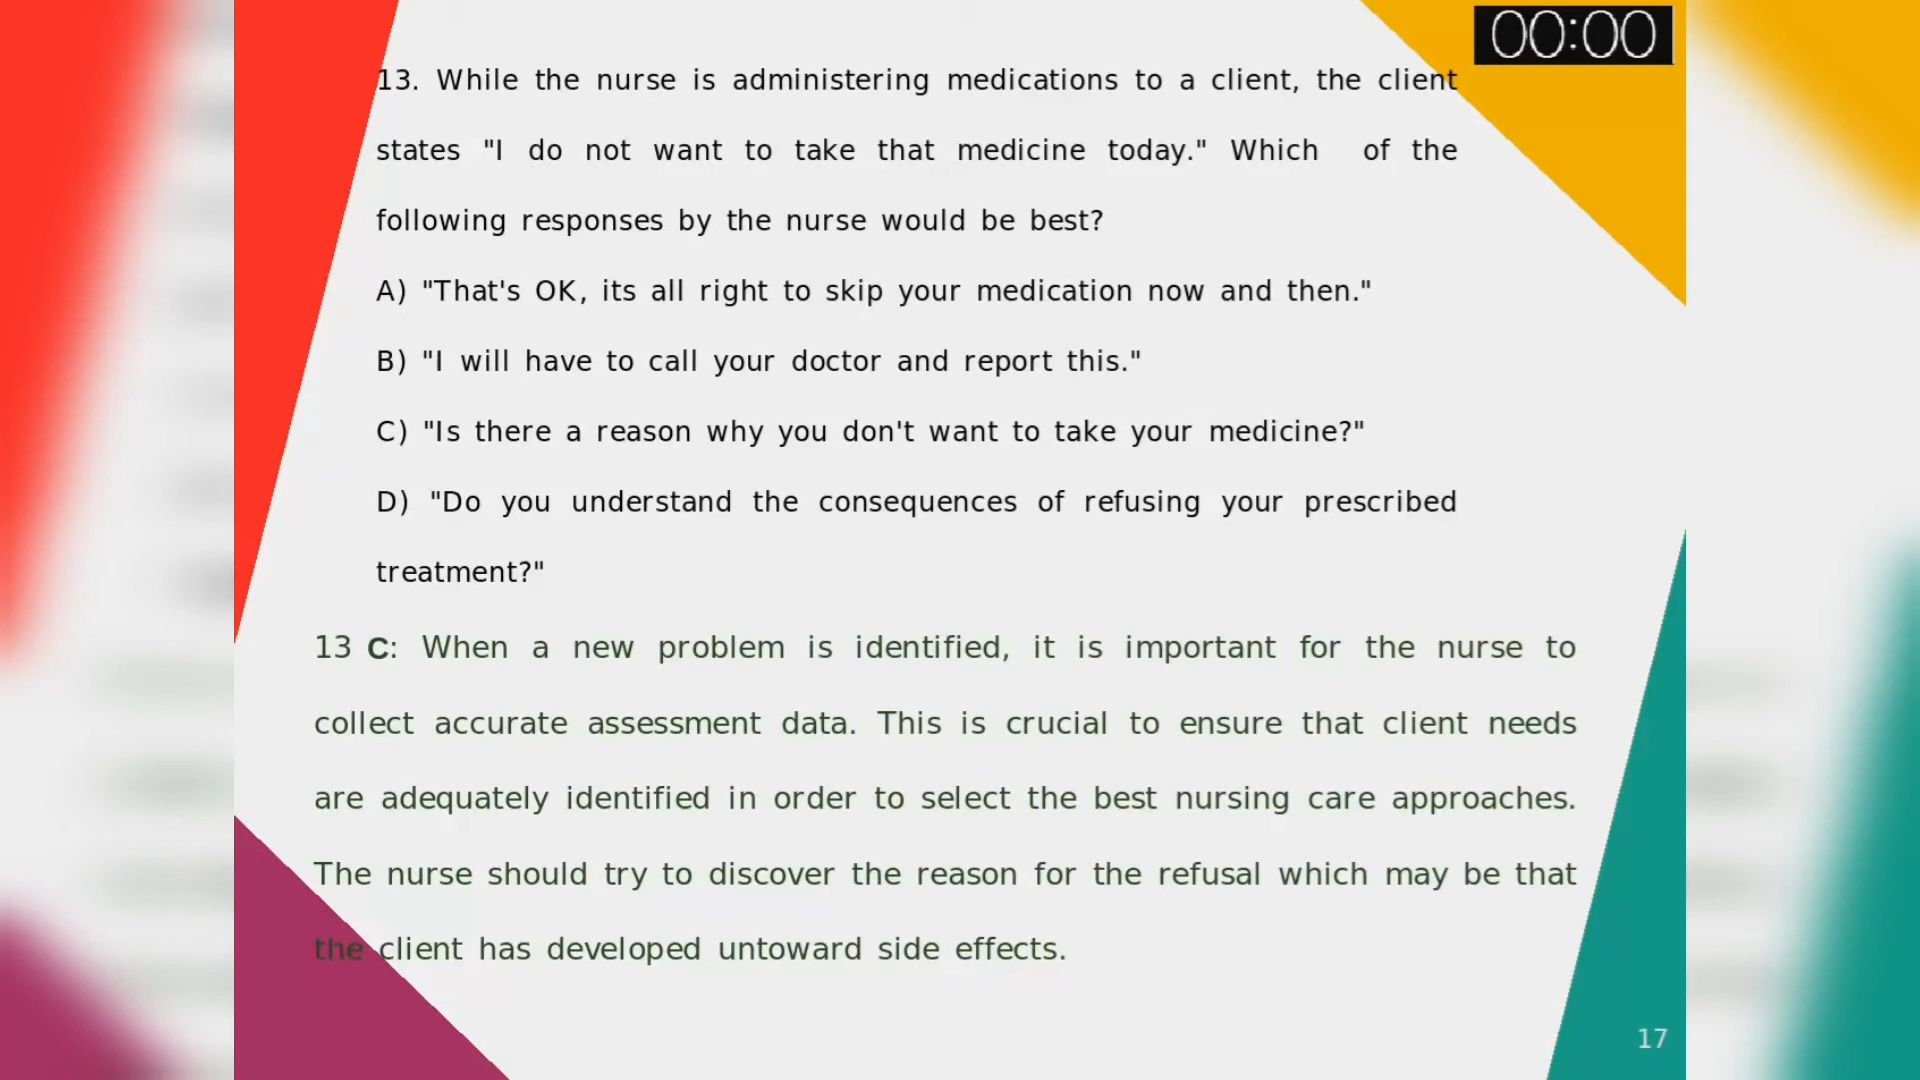 00:00
13. While the nurse is administering medications to a client, the client
states "I do not want to take that medicine today." Which of the
following responses by the nurse would be best?
A) "That's OK, its all right to skip your medication now and then."
B) "I will have to call your doctor and report this."
C) "Is there a reason why you don't want to take your medicine?"
D) "Do you understand the consequences of refusing your prescribed
treatment?"
13 C: When a new problem is identified, it is important for the nurse to
collect accurate assessment data. This is crucial to ensure that client needs
are adequately identified in order to select the best nursing care approaches.
The nurse should try to discover the reason for the refusal which may be that
the client has developed untoward side effects.
17